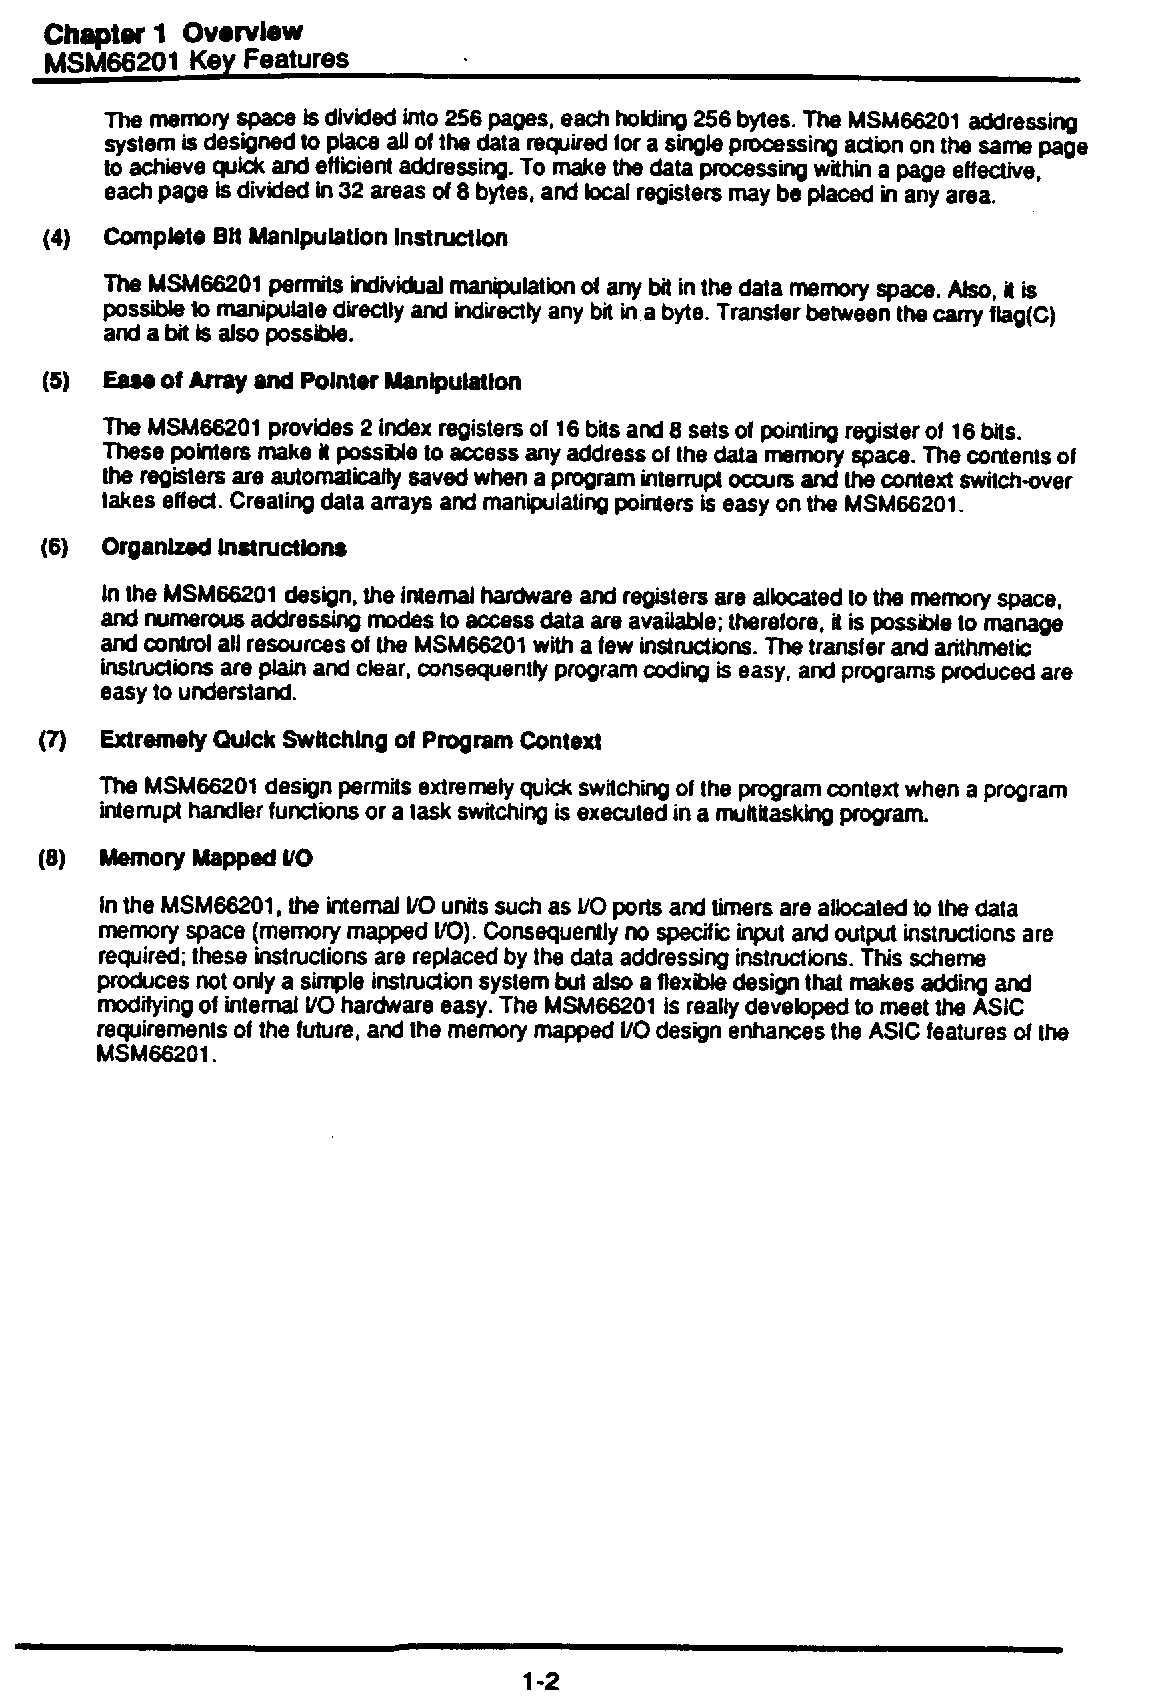 Chapter 1 Overview
MSM66201 Key Features
The memory space is divided into 256 pages, each holding 256 bytes. The MSM66201 addressing
system is designed to place all of the data required for a single processing action on the same page
to achieve quick and efficient addressing. To make the data processing within a page effective,
each page is divided in 32 areas of 8 bytes, and local registers may be placed in any area.
(4) Complete Bit Manipulation Instruction
The MSM66201 permits individual manipulation of any bit in the data memory space. Also, it is
possible to manipulate directly and indirectly any bit in a byte. Transfer between the carry flag(C)
and a bit is also possible.
(5) Ease of Array and Pointer Manipulation
The MSM66201 provides 2 index registers of 16 bits and 8 sets of pointing register of 16 bits.
These pointers make it possible to access any address of the data memory space. The contents of
the registers are automatically saved when a program interrupt occurs and the context switch-over
takes effect. Creating data arrays and manipulating pointers is easy on the MSM66201.
(6) Organized Instructions
In the MSM66201 design, the internal hardware and registers are allocated to the memory space,
and numerous addressing modes to access data are available; therefore, it is possible to manage
and control all resources of the MSM66201 with a few instructions. The transfer and arithmetic
instructions are plain and clear, consequently program coding is easy, and programs produced are
easy to understand.
(7) Extremely Quick Switching of Program Context
The MSM66201 design permits extremely quick switching of the program context when a program
interrupt handler functions or a task switching is executed in a multitasking program.
(8) Memory Mapped I/O
In the MSM66201, the internal I/O units such as I/O ports and timers are allocated to the data
memory space (memory mapped I/O). Consequently no specific input and output instructions are
required; these instructions are replaced by the data addressing instructions. This scheme
produces not only a simple instruction system but also a flexible design that makes adding and
modifying of internal I/O hardware easy. The MSM66201 is really developed to meet the ASIC
requirements of the future, and the memory mapped I/O design enhances the ASIC features of the
MSM66201.
1-2